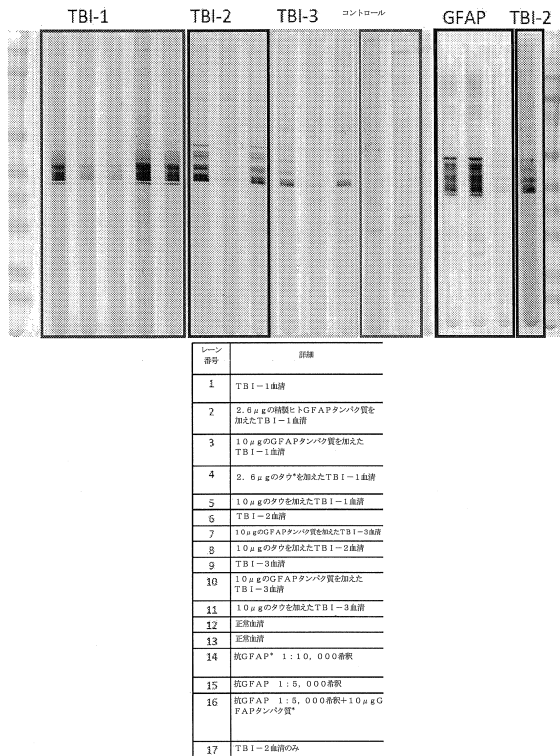 TBI-1 TBI-2 TBI-3 コントロール GFAP TBI-2
レーン
番号
詳細
1 TBI-1血清
2 2.6μgの精製ヒトGFAPタンパク質を
加えたTBI-1血清
3 10μgのGFAPタンパク質を加えた
TBI-1血清
4 2.6μgのタウ*を加えたTBI-1血清
5 10μgのタウを加えたTBI-1血清
6 TBI-2血清
7 10μgのGFAPタンパク質を加えたTBI-3血清
8 10μgのタウを加えたTBI-2血清
9 TBI-3血清
10 10μgのGFAPタンパク質を加えた
TBI-3血清
11 10μgのタウを加えたTBI-3血清
12 正常血清
13 正常血清
14 抗GFAP* 1:10,000希釈
15 抗GFAP 1:5,000希釈
16 抗GFAP 1:5,000希釈+10μgG
FAPタンパク質*
17 TBI-2血清のみ